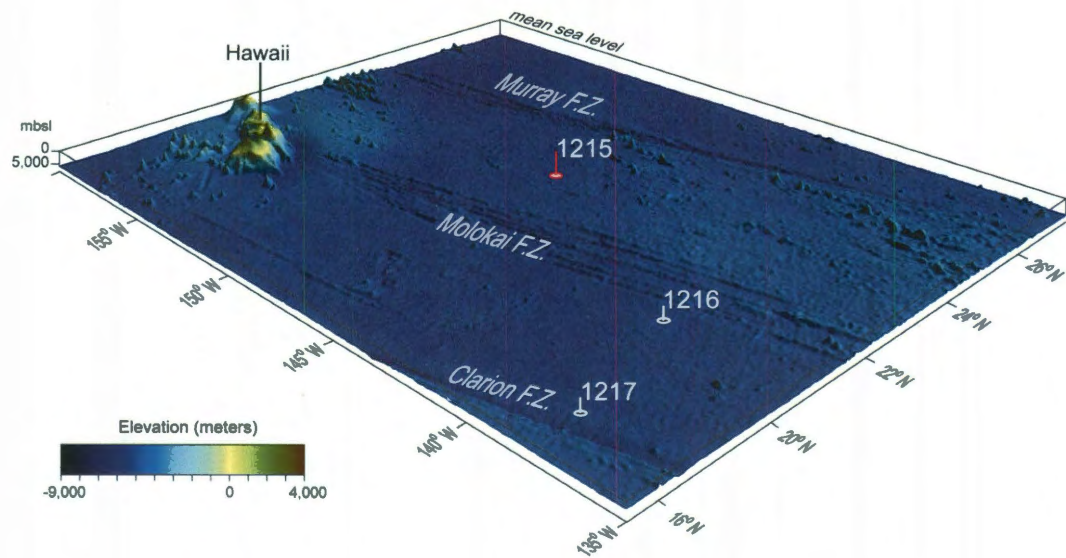 mean sea level
Hawaii
Murray F.Z.
mbsl
0
5,000
1215
Molokai F.Z.
155° W
150° W
145° W
140° W
135° W
26° N
24° N
22° N
20° N
16° N
1216
1217
Clarion F.Z.
Elevation (meters)
-9,000 0 4,000